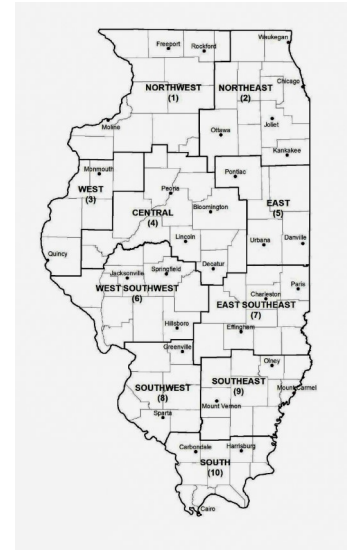 Waukegan
Freeport
Rockford
Chicago
NORTHWEST
(1)
NORTHEAST
(2)
Moline
Ottawa
Joliet
Kankakee
Monmouth
Pontiac
WEST
(3)
Peoria
EAST
(5)
Bloomington
CENTRAL
(4)
Lincoln
Urbana
Danville
Quincy
Decatur
Jacksonville
Springfield
WEST SOUTHWEST
(6)
Paris
Charleston
EAST SOUTHEAST
(7)
Hillsboro
Effingham
Greenville
Olney
SOUTHWEST
(8)
SOUTHEAST
(9)
Mount Carmel
Mount Vernon
Sparta
Carbondale
Harrisburg
SOUTH
(10)
Cairo